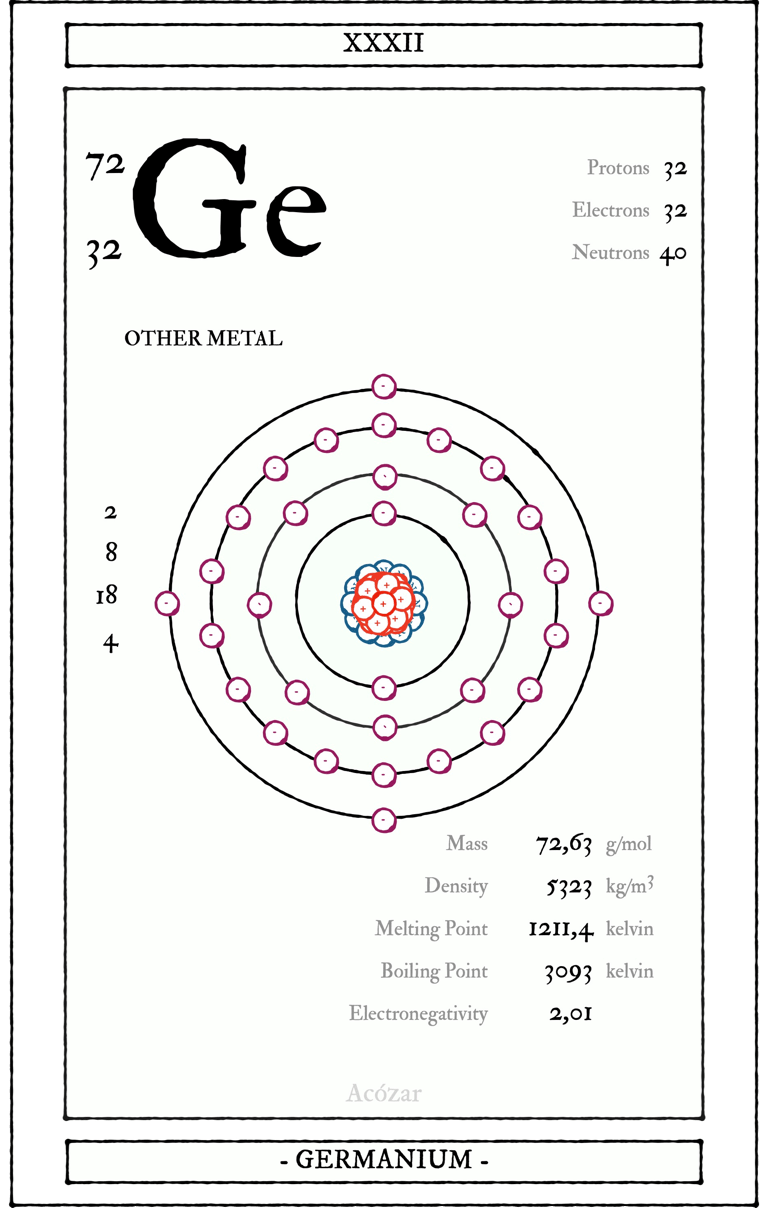 XXXII
72
Ge
32
Protons 32
Electrons 32
Neutrons 40
OTHER METAL
2
8
18
4
Mass 72,63 g/mol
Density 5323 kg/m³
Melting Point 1211,4 kelvin
Boiling Point 3093 kelvin
Electronegativity 2,01
Acózar
- GERMANIUM -